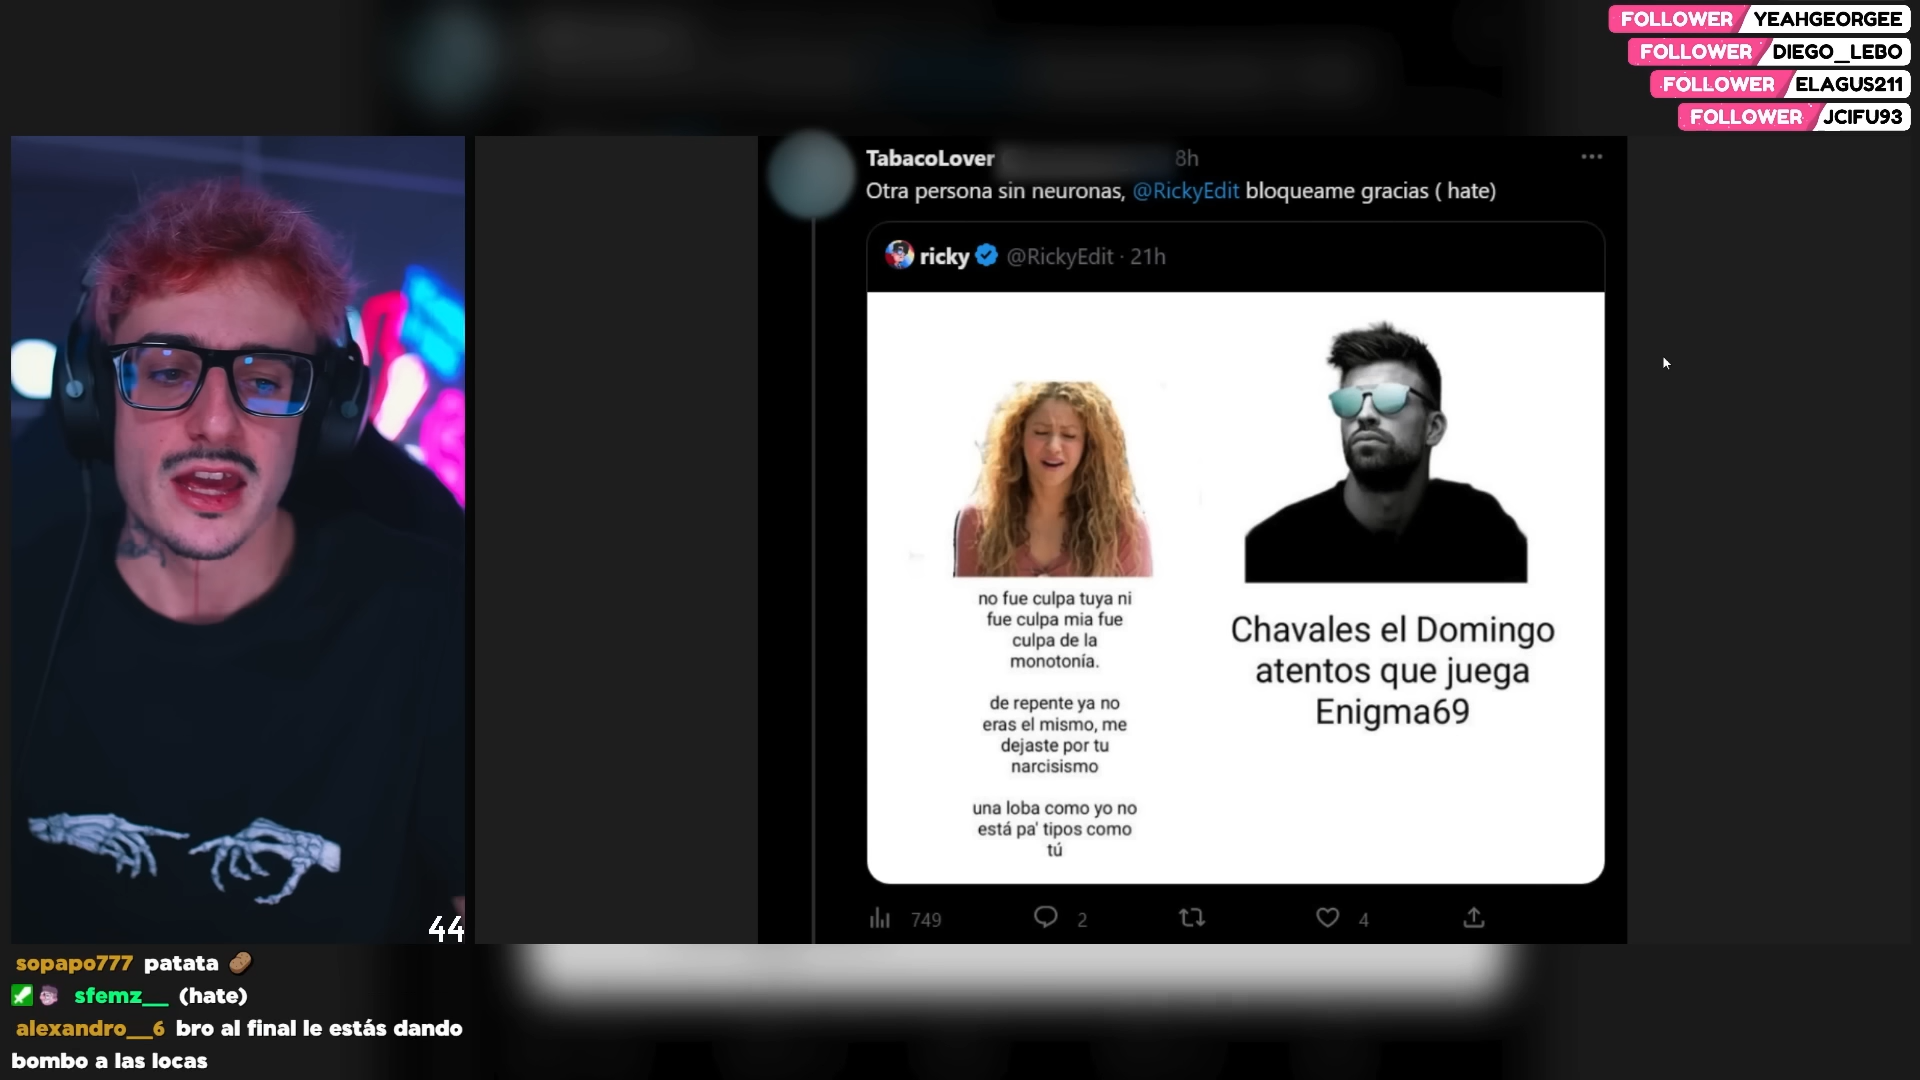 FOLLOWER YEAHGEORGEE
FOLLOWER DIEGO_LEBO
FOLLOWER ELAGUS211
FOLLOWER JCIFU93
TabacoLover 8h
Otra persona sin neuronas, @RickyEdit bloqueame gracias ( hate)
ricky @RickyEdit · 21h
no fue culpa tuya ni
fue culpa mia fue
culpa de la
monotonía.
de repente ya no
eras el mismo, me
dejaste por tu
narcisismo
una loba como yo no
está pa' tipos como
tú
Chavales el Domingo
atentos que juega
Enigma69
749 2 4
44
sopapo777 patata
sfemz__ (hate)
alexandro__6 bro al final le estás dando
bombo a las locas